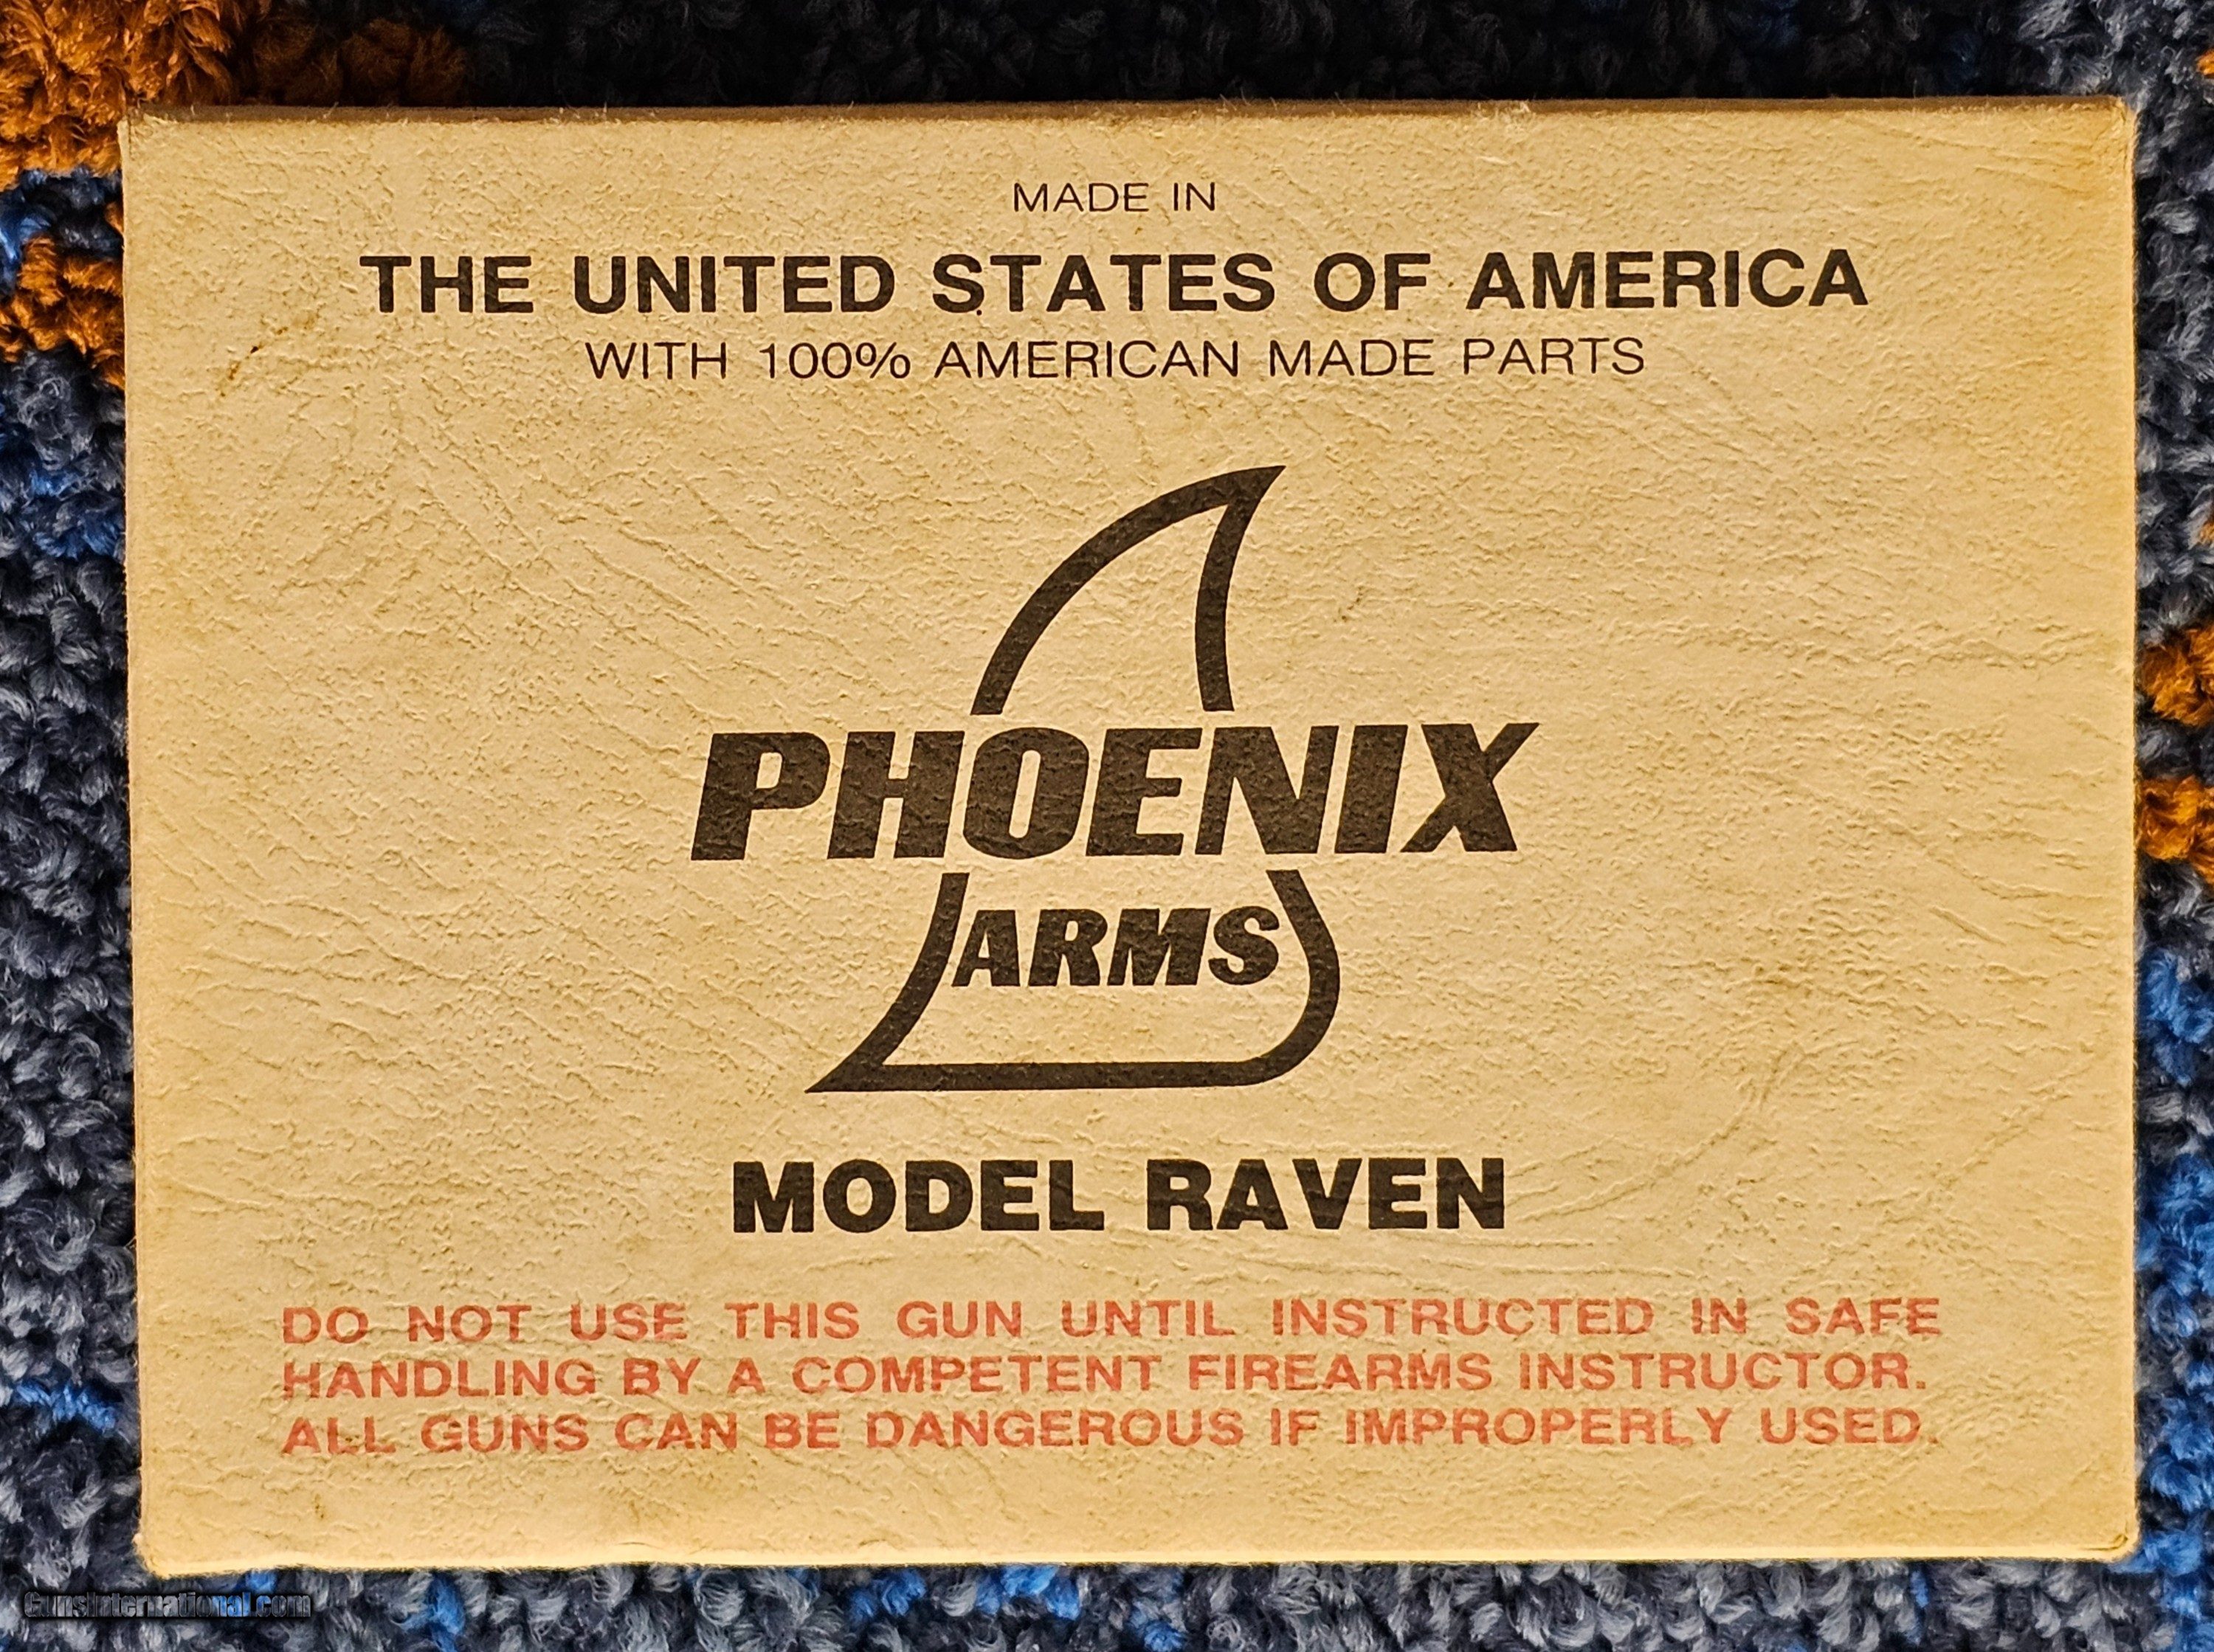 MADE IN
THE UNITED STATES OF AMERICA
WITH 100% AMERICAN MADE PARTS
PHOENIX
ARMS
MODEL RAVEN
DO NOT USE THIS GUN UNTIL INSTRUCTED IN SAFE
HANDLING BY A COMPETENT FIREARMS INSTRUCTOR.
ALL GUNS CAN BE DANGEROUS IF IMPROPERLY USED.
GunsInternational.com